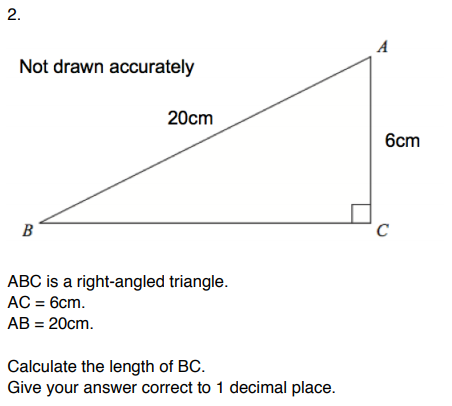 2.
A
Not drawn accurately
20cm
6cm
B
C
ABC is a right-angled triangle.
AC = 6cm.
AB = 20cm.
Calculate the length of BC.
Give your answer correct to 1 decimal place.